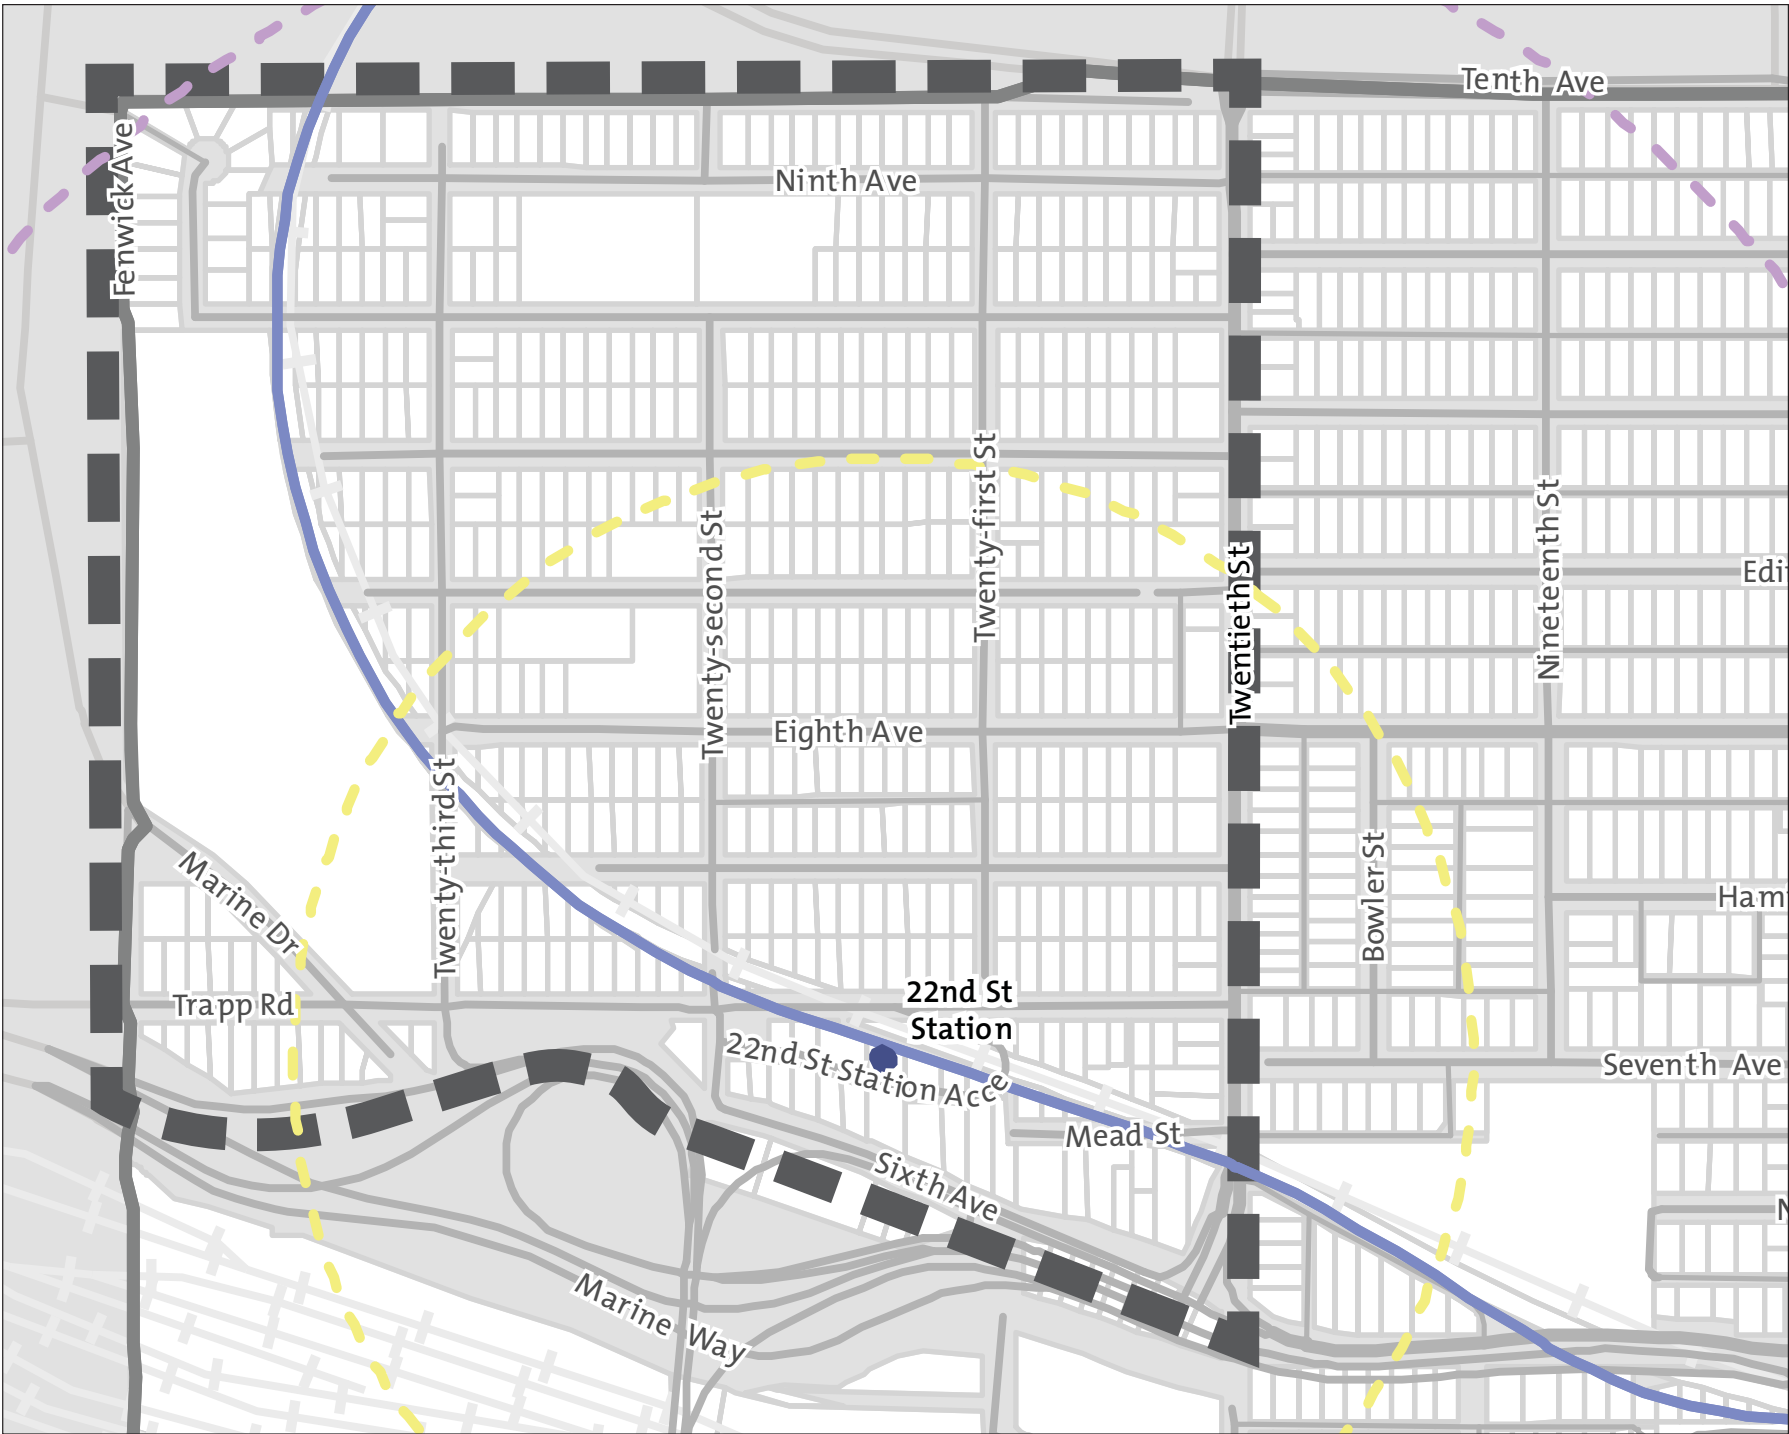 Tenth Ave
Fenwick Ave
Ninth Ave
Twenty-first St
Nineteenth St
Twenty-second St
Twentieth St
Edi
Eighth Ave
Twenty-third St
Marine Dr
Bowler St
Ham
Trapp Rd
22nd St
Station
22nd St Station Acce
Seventh Ave
Mead St
Sixth Ave
N
Marine Way